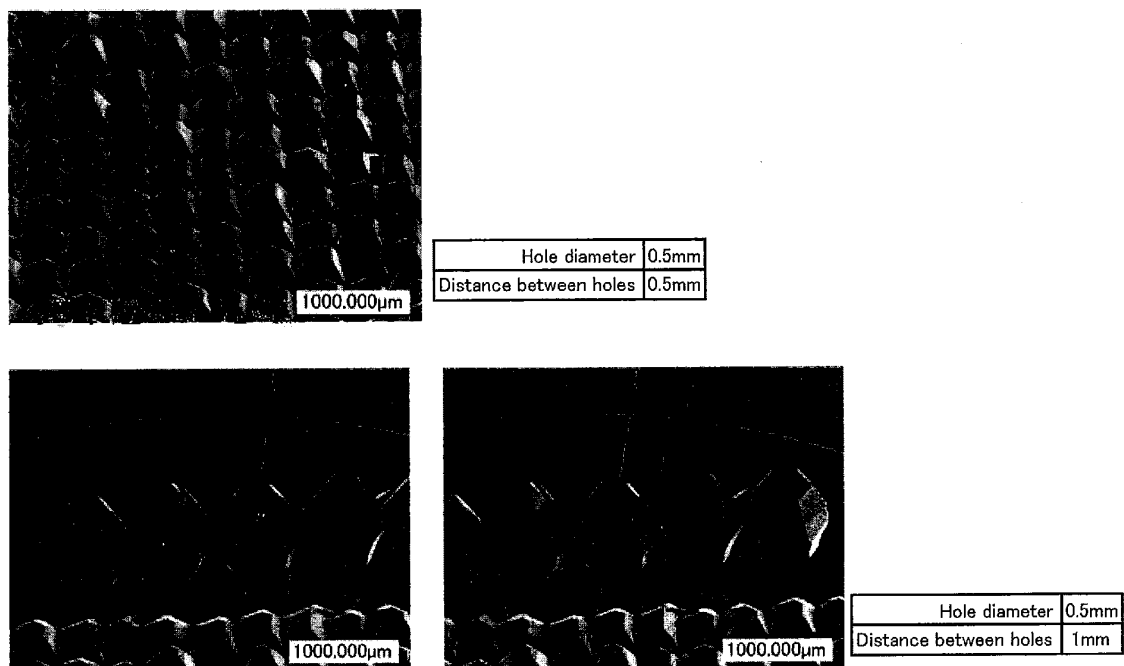 Hole diameter 0.5mm
Distance between holes 0.5mm
1000.000μm
1000.000μm
1000.000μm
Hole diameter 0.5mm
Distance between holes 1mm